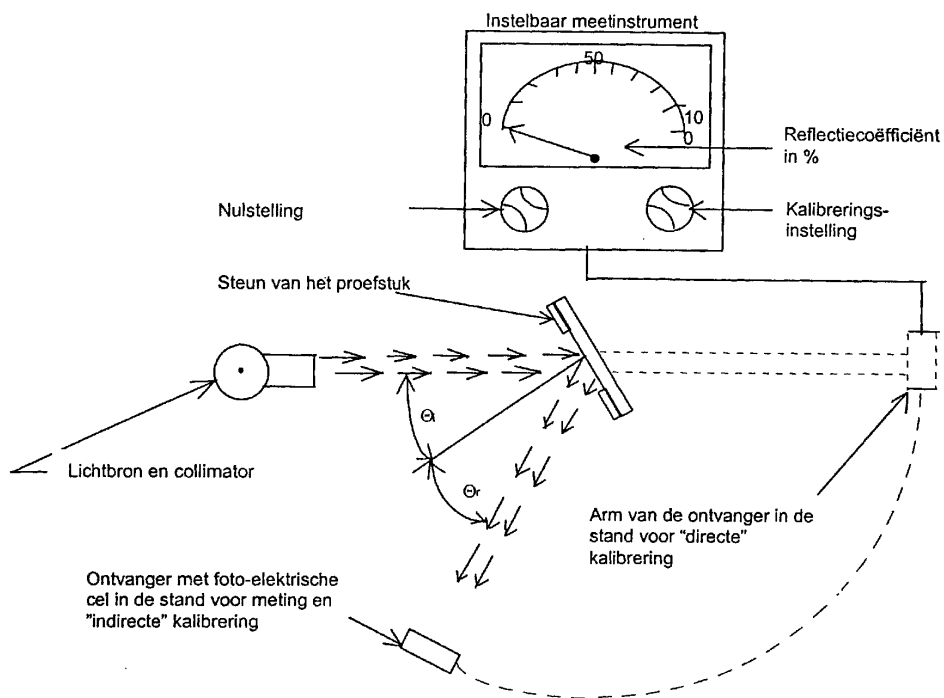 Instelbaar meetinstrument
50
0
10
0
Reflectiecoëfficiënt
in %
Nulstelling
Kalibrerings-
instelling
Steun van het proefstuk
Θi
Lichtbron en collimator
Θr
Arm van de ontvanger in de
stand voor "directe"
kalibrering
Ontvanger met foto-elektrische
cel in de stand voor meting en
"indirecte" kalibrering